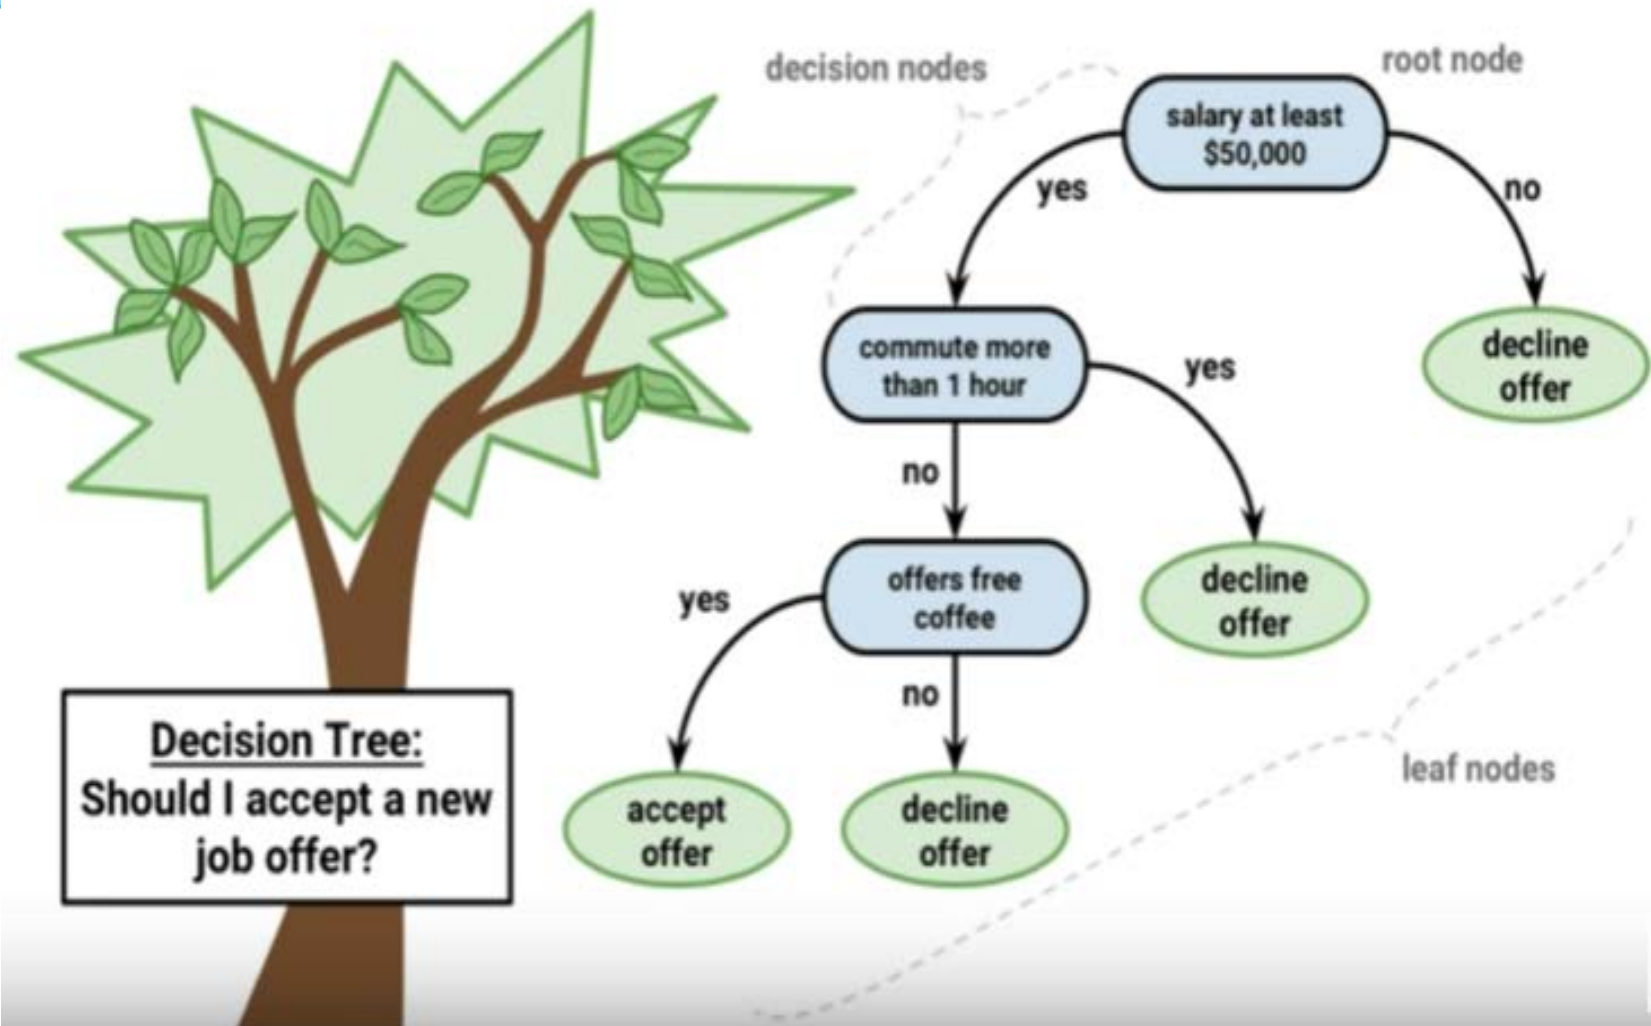 decision nodes
root node
salary at least
$50,000
yes
no
commute more
than 1 hour
yes
decline
offer
no
offers free
coffee
decline
offer
yes
no
accept
offer
decline
offer
leaf nodes
Decision Tree:
Should I accept a new
job offer?